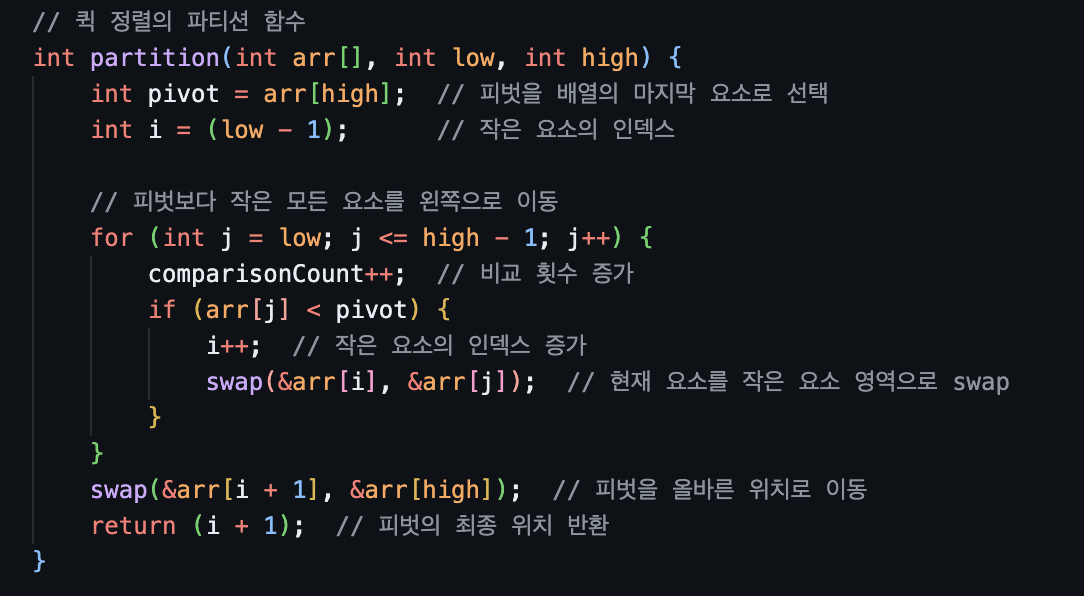 // 퀵 정렬의 파티션 함수
int partition(int arr[], int low, int high) {
    int pivot = arr[high];  // 피벗을 배열의 마지막 요소로 선택
    int i = (low - 1);      // 작은 요소의 인덱스

    // 피벗보다 작은 모든 요소를 왼쪽으로 이동
    for (int j = low; j <= high - 1; j++) {
        comparisonCount++;  // 비교 횟수 증가
        if (arr[j] < pivot) {
            i++;  // 작은 요소의 인덱스 증가
            swap(&arr[i], &arr[j]);  // 현재 요소를 작은 요소 영역으로 swap
        }
    }
    swap(&arr[i + 1], &arr[high]);  // 피벗을 올바른 위치로 이동
    return (i + 1);  // 피벗의 최종 위치 반환
}